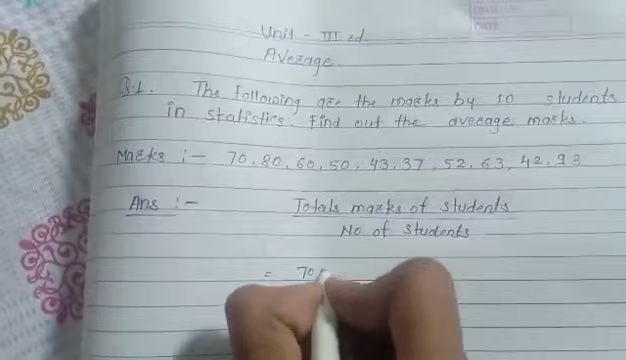 Unit - III zd
Average.
Q.1. The following are the marks by 10 students
in statistics. Find out the average marks.
Marks :- 70, 80, 60, 50, 43, 37, 52, 63, 42, 93
Ans :- Totals marks of students
No of students
= 70